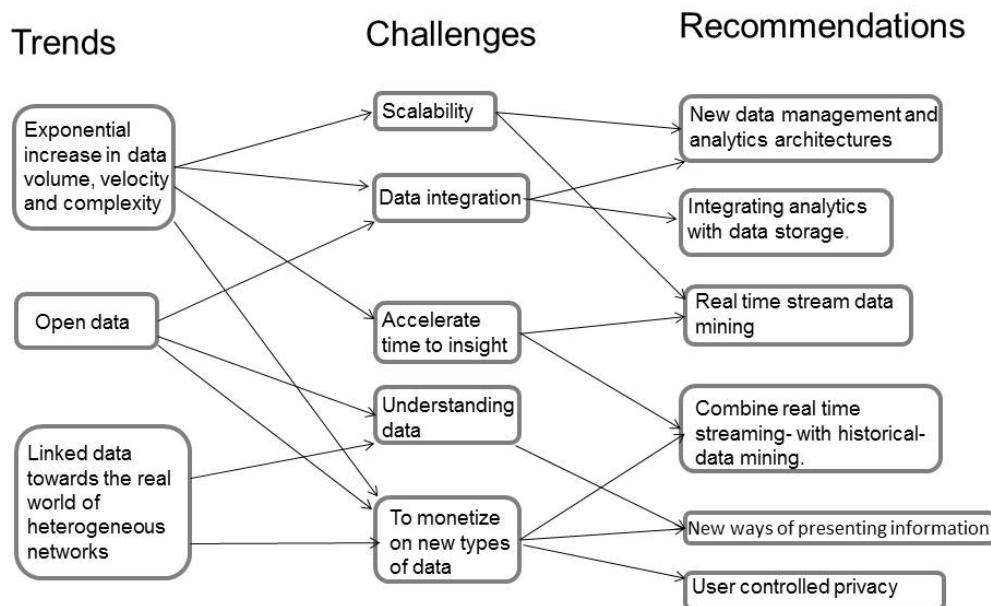 Trends
Challenges
Recommendations
Exponential
increase in data
volume, velocity
and complexity
Open data
Linked data
towards the real
world of
heterogeneous
networks
Scalability
Data integration
Accelerate
time to insight
Understanding
data
To monetize
on new types
of data
New data management and
analytics architectures
Integrating analytics
with data storage.
Real time stream data
mining
Combine real time
streaming- with historical-
data mining.
New ways of presenting information
User controlled privacy